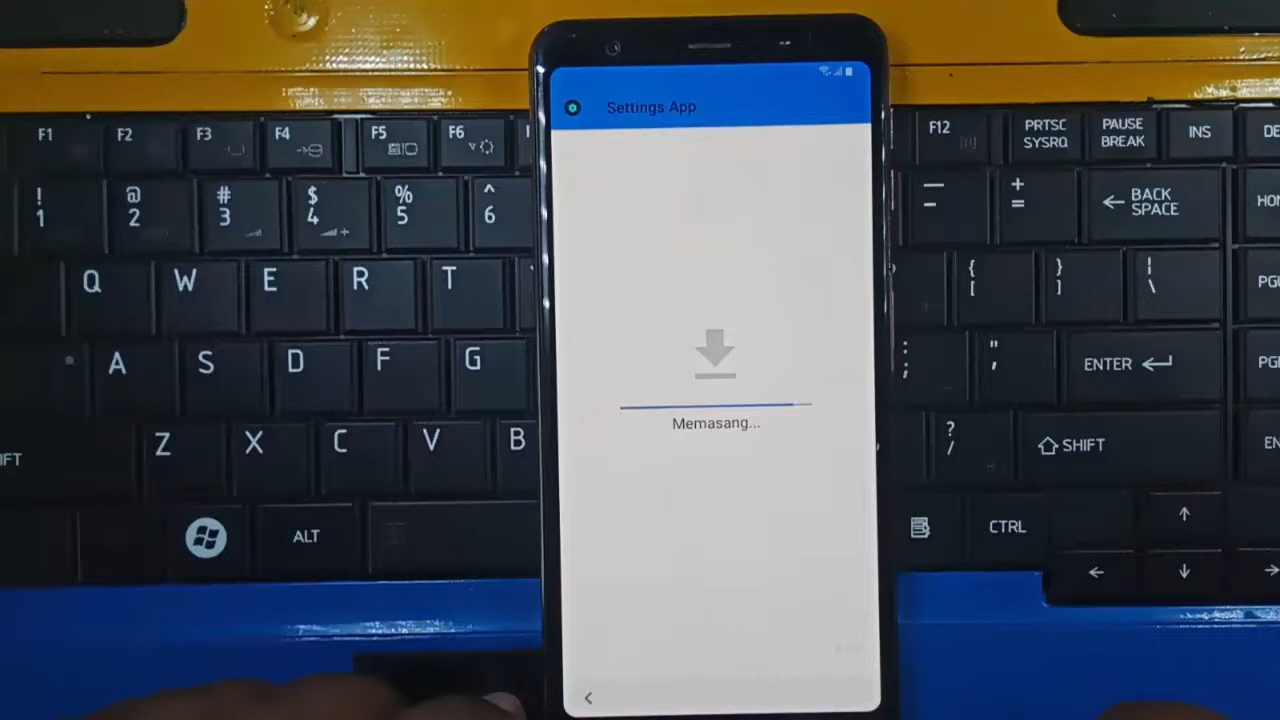 Settings App
Memasang...
F1
F2
F3
F4
F5
F6
F12
PRTSC
SYSRQ
PAUSE
BREAK
INS
!
1
@
2
#
3
$
4
%
5
^
6
—
-
+
=
← BACK
SPACE
Q
W
E
R
T
{
[
}
]
|
\
A
S
D
F
G
:
;
"
'
ENTER
Z
X
C
V
B
?
/
SHIFT
ALT
CTRL
↑
←
↓
→